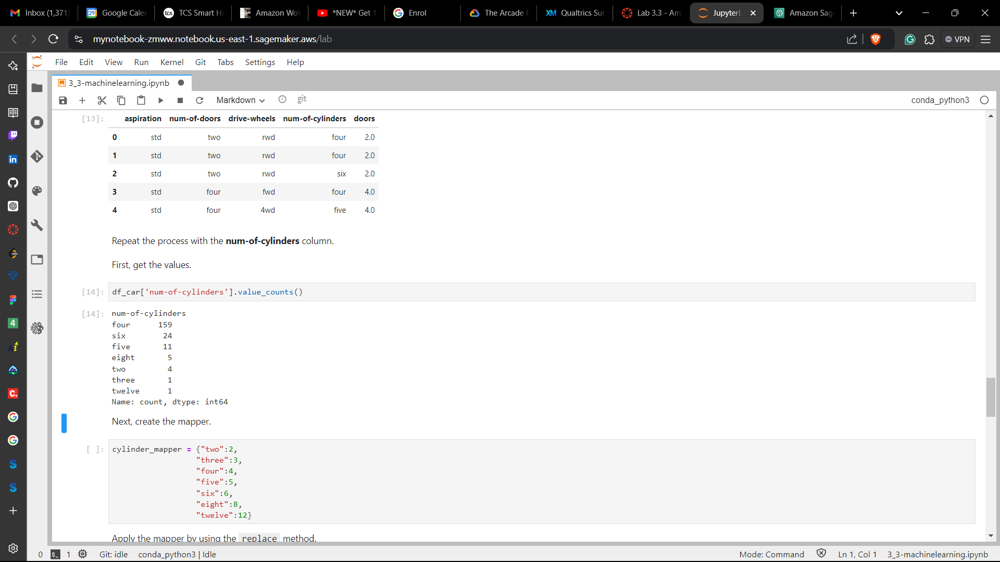 Inbox (1,371)
Google Caler
TCS Smart Hi
Amazon Wo
*NEW* Get 1
Enrol
The Arcade F
Qualtrics Sur
Lab 3.3 - Am
JupyterL
Amazon Sag
mynotebook-zmww.notebook.us-east-1.sagemaker.aws/lab
VPN
File Edit View Run Kernel Git Tabs Settings Help
3_3-machinelearning.ipynb
Markdown
git
conda_python3
[13]:
aspiration num-of-doors drive-wheels num-of-cylinders doors
0 std two rwd four 2.0
1 std two rwd four 2.0
2 std two rwd six 2.0
3 std four fwd four 4.0
4 std four 4wd five 4.0
Repeat the process with the num-of-cylinders column.
First, get the values.
[14]: df_car['num-of-cylinders'].value_counts()
[14]: num-of-cylinders
four 159
six 24
five 11
eight 5
two 4
three 1
twelve 1
Name: count, dtype: int64
Next, create the mapper.
[ ]: cylinder_mapper = {"two":2,
"three":3,
"four":4,
"five":5,
"six":6,
"eight":8,
"twelve":12}
Apply the mapper by using the replace method.
0 $_ 1 Git: idle conda_python3 | Idle
Mode: Command Ln 1, Col 1 3_3-machinelearning.ipynb